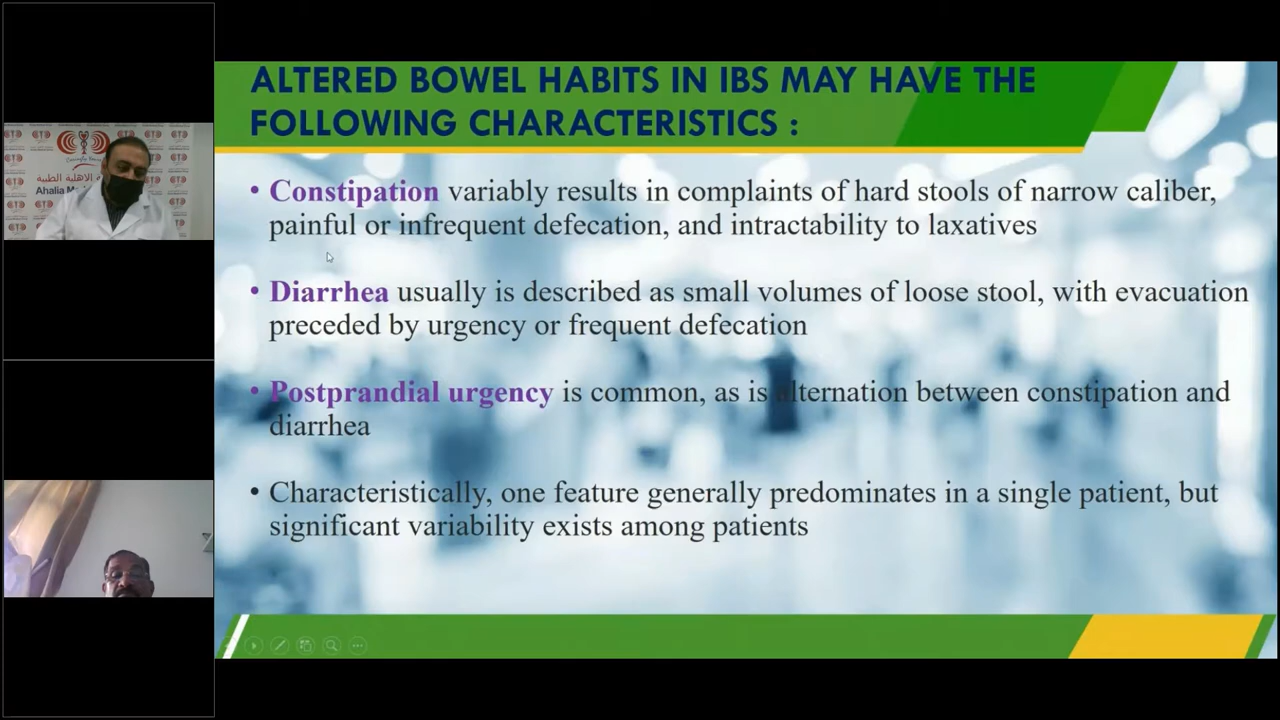 ALTERED BOWEL HABITS IN IBS MAY HAVE THE
FOLLOWING CHARACTERISTICS :
• Constipation variably results in complaints of hard stools of narrow caliber,
painful or infrequent defecation, and intractability to laxatives
• Diarrhea usually is described as small volumes of loose stool, with evacuation
preceded by urgency or frequent defecation
• Postprandial urgency is common, as is alternation between constipation and
diarrhea
• Characteristically, one feature generally predominates in a single patient, but
significant variability exists among patients
الاهلية الطبية
Ahalia